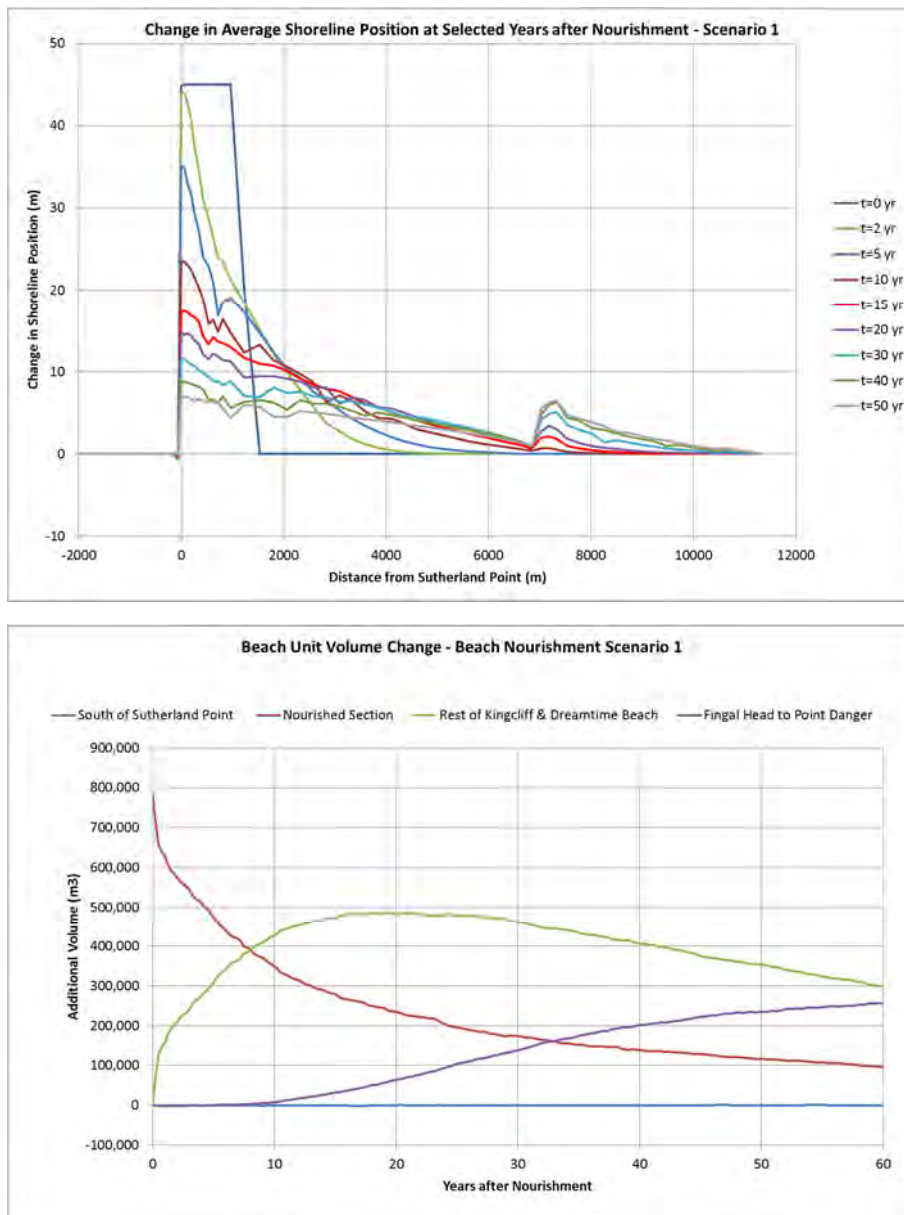 Change in Average Shoreline Position at Selected Years after Nourishment - Scenario 1
50
40
30
20
10
0
-10
Change in Shoreline Position (m)
-2000 0 2000 4000 6000 8000 10000 12000
Distance from Sutherland Point (m)
t=0 yr
t=2 yr
t=5 yr
t=10 yr
t=15 yr
t=20 yr
t=30 yr
t=40 yr
t=50 yr
Beach Unit Volume Change - Beach Nourishment Scenario 1
South of Sutherland Point Nourished Section Rest of Kingcliff & Dreamtime Beach Fingal Head to Point Danger
900,000
800,000
700,000
600,000
500,000
400,000
300,000
200,000
100,000
0
-100,000
Additional Volume (m3)
0 10 20 30 40 50 60
Years after Nourishment